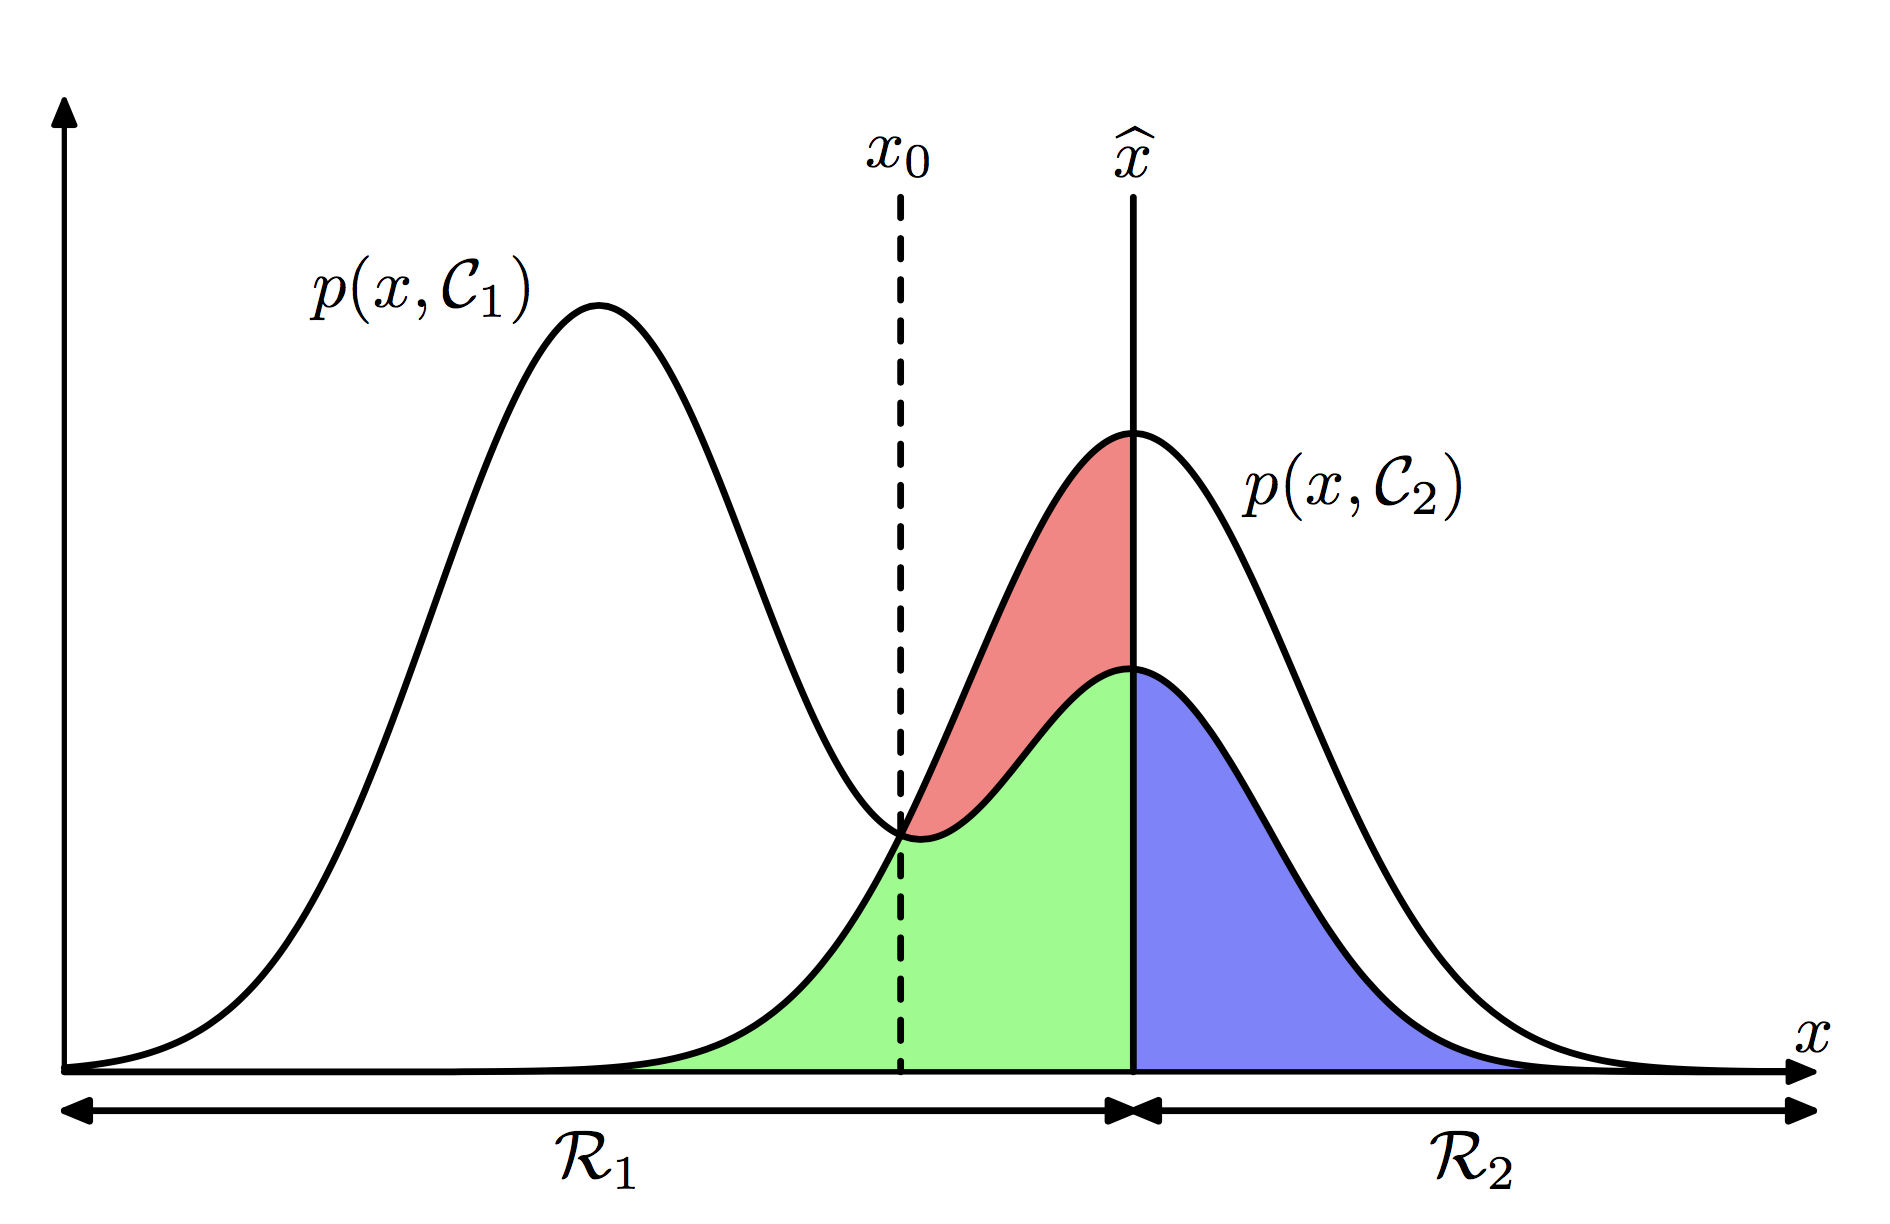 x₀
x̂
p(x, 𝒞₁)
p(x, 𝒞₂)
x
ℛ₁
ℛ₂